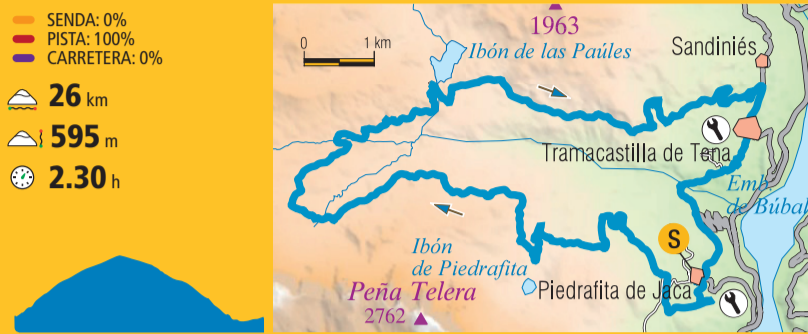 SENDA: 0%
PISTA: 100%
CARRETERA: 0%
26 km
595 m
2.30 h
0 1 km
1963
Ibón de las Paúles
Sandiniés
Tramacastilla de Tena
Emb.
de Búbal
S
Ibón
de Piedrafita
Piedrafita de Jaca
Peña Telera
2762